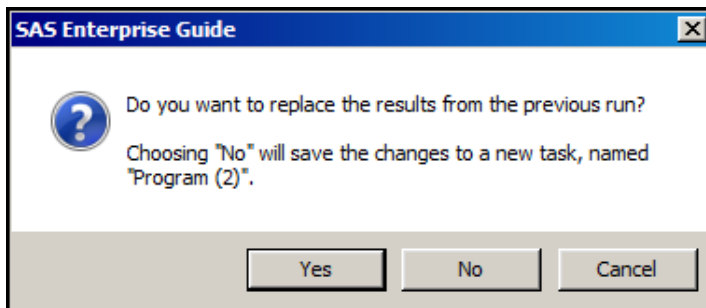 SAS Enterprise Guide
Do you want to replace the results from the previous run?
Choosing "No" will save the changes to a new task, named
"Program (2)".
Yes No Cancel